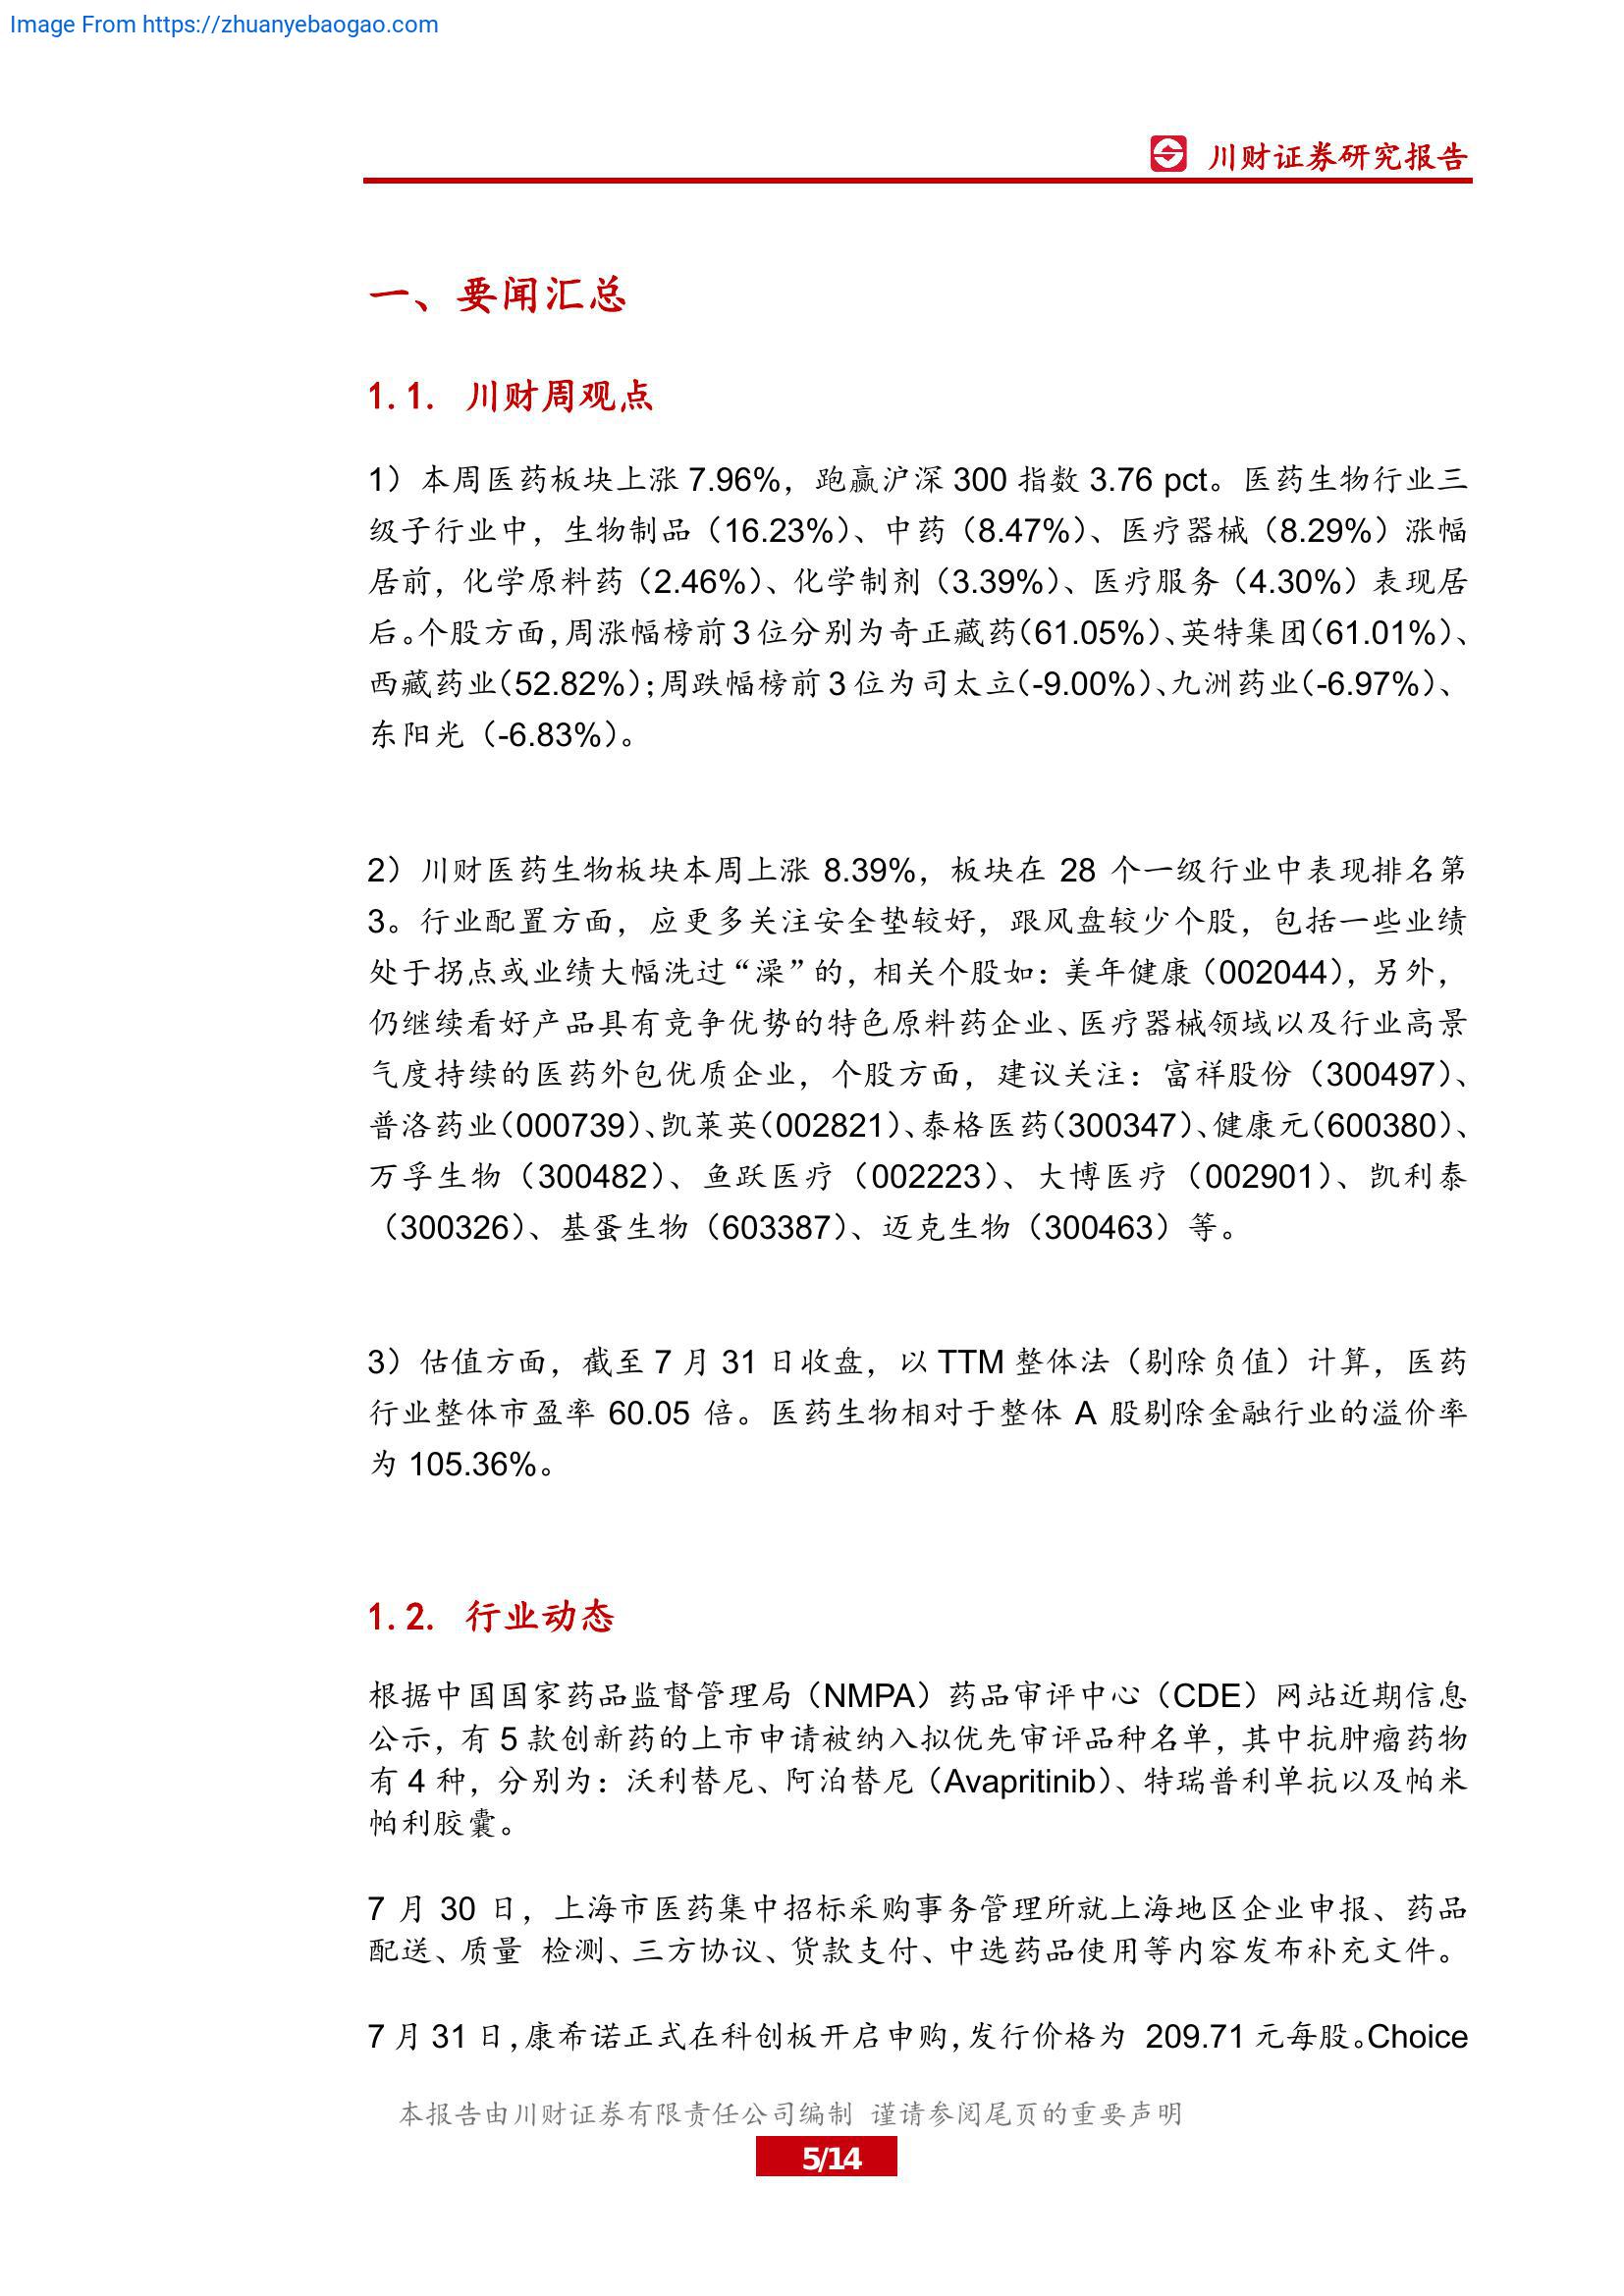 Image From https://zhuanyebaogao.com
川财证券研究报告
一、要闻汇总
1.1. 川财周观点
1）本周医药板块上涨 7.96%，跑赢沪深 300 指数 3.76 pct。医药生物行业三
级子行业中，生物制品（16.23%）、中药（8.47%）、医疗器械（8.29%）涨幅
居前，化学原料药（2.46%）、化学制剂（3.39%）、医疗服务（4.30%）表现居
后。个股方面，周涨幅榜前 3 位分别为奇正藏药（61.05%）、英特集团（61.01%）、
西藏药业（52.82%）；周跌幅榜前 3 位为司太立（-9.00%）、九洲药业（-6.97%）、
东阳光（-6.83%）。
2）川财医药生物板块本周上涨 8.39%，板块在 28 个一级行业中表现排名第
3。行业配置方面，应更多关注安全垫较好，跟风盘较少个股，包括一些业绩
处于拐点或业绩大幅洗过“澡”的，相关个股如：美年健康（002044），另外，
仍继续看好产品具有竞争优势的特色原料药企业、医疗器械领域以及行业高景
气度持续的医药外包优质企业，个股方面，建议关注：富祥股份（300497）、
普洛药业（000739）、凯莱英（002821）、泰格医药（300347）、健康元（600380）、
万孚生物（300482）、鱼跃医疗（002223）、大博医疗（002901）、凯利泰
（300326）、基蛋生物（603387）、迈克生物（300463）等。
3）估值方面，截至 7 月 31 日收盘，以 TTM 整体法（剔除负值）计算，医药
行业整体市盈率 60.05 倍。医药生物相对于整体 A 股剔除金融行业的溢价率
为 105.36%。
1.2. 行业动态
根据中国国家药品监督管理局（NMPA）药品审评中心（CDE）网站近期信息
公示，有 5 款创新药的上市申请被纳入拟优先审评品种名单，其中抗肿瘤药物
有 4 种，分别为：沃利替尼、阿泊替尼（Avapritinib）、特瑞普利单抗以及帕米
帕利胶囊。
7 月 30 日，上海市医药集中招标采购事务管理所就上海地区企业申报、药品
配送、质量 检测、三方协议、货款支付、中选药品使用等内容发布补充文件。
7 月 31 日，康希诺正式在科创板开启申购，发行价格为 209.71 元每股。Choice
本报告由川财证券有限责任公司编制 谨请参阅尾页的重要声明
5/14